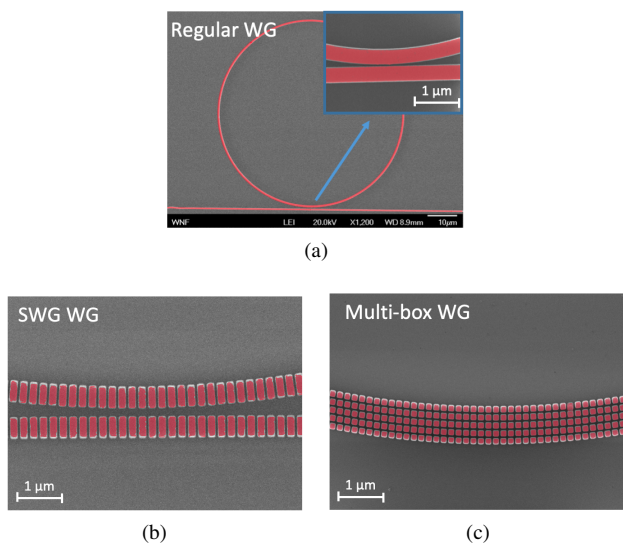 Regular WG
1 μm
WNF LEI 20.0kV X1,200 WD 8.9mm 10μm
(a)
SWG WG
1 μm
(b)
Multi-box WG
1 μm
(c)